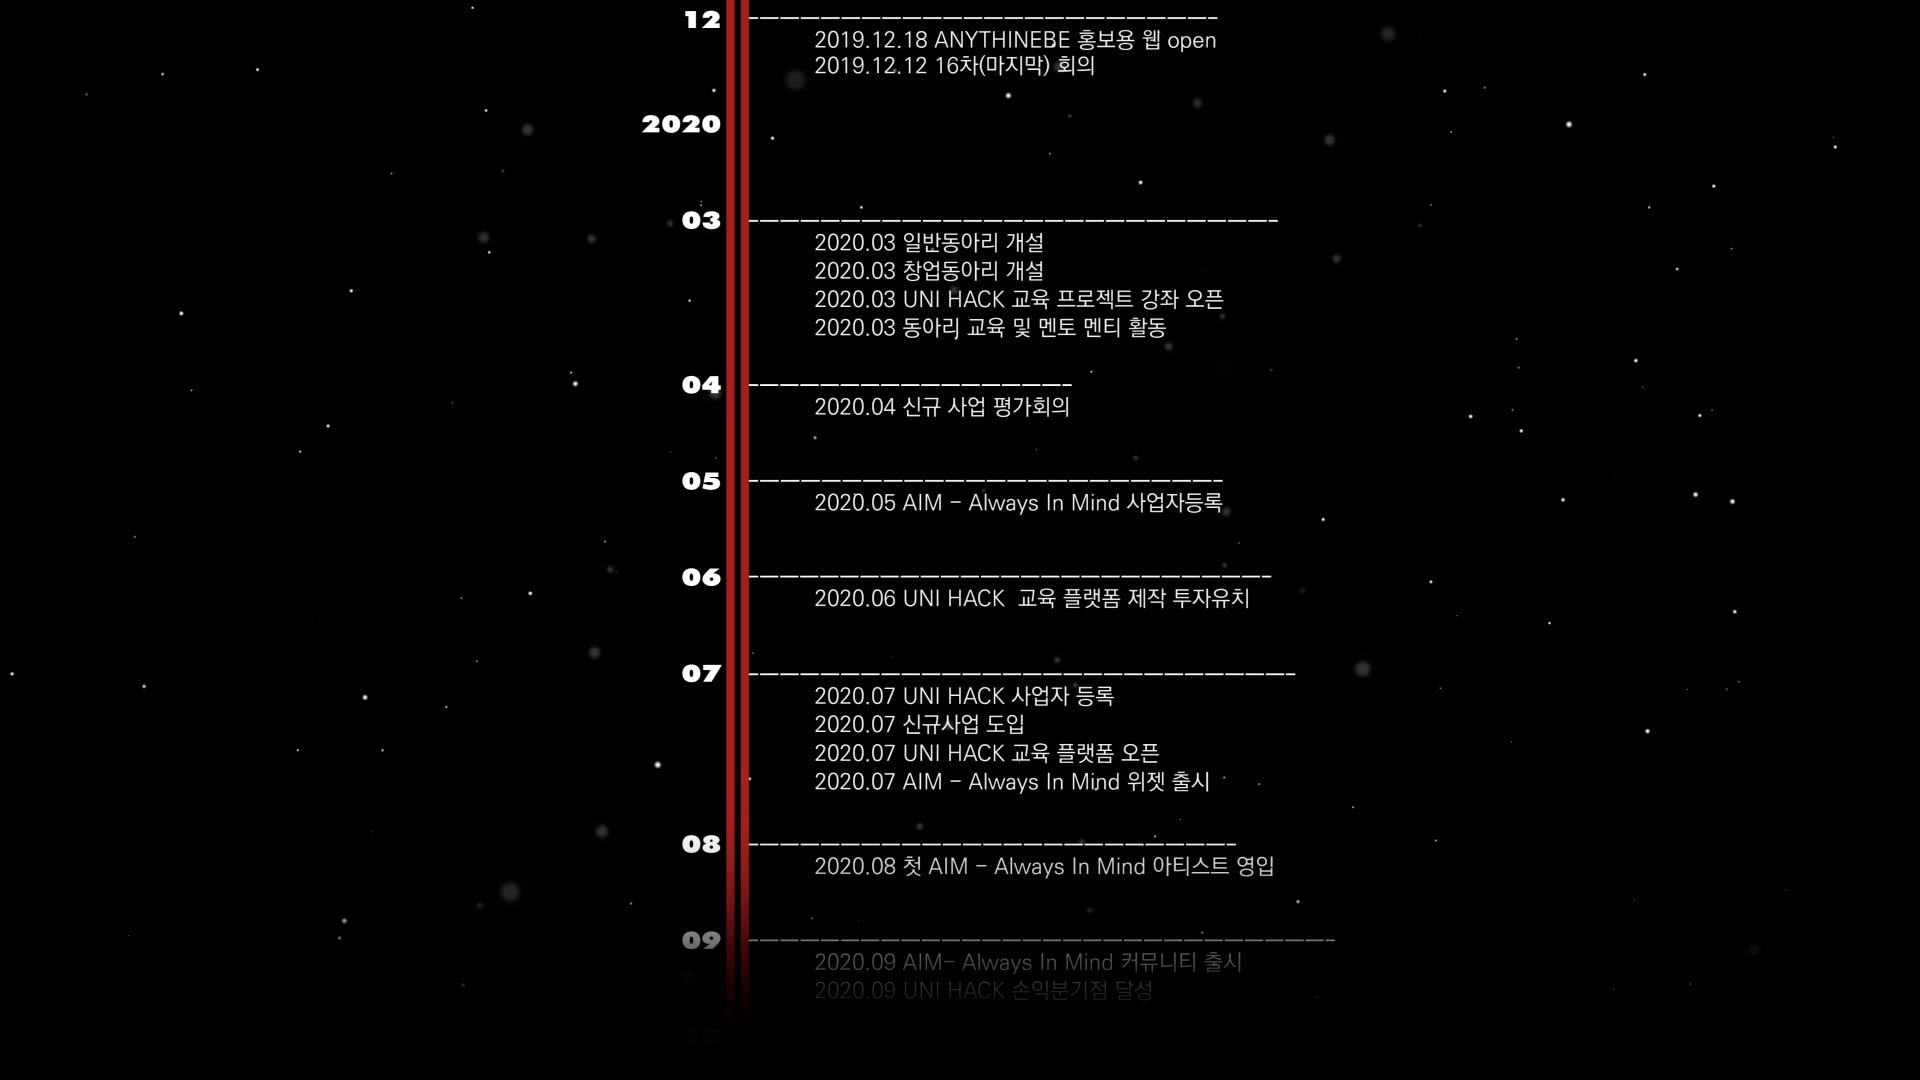 12
2019.12.18 ANYTHINEBE 홍보용 웹 open
2019.12.12 16차(마지막) 회의
2020
03
2020.03 일반동아리 개설
2020.03 창업동아리 개설
2020.03 UNI HACK 교육 프로젝트 강좌 오픈
2020.03 동아리 교육 및 멘토 멘티 활동
04
2020.04 신규 사업 평가회의
05
2020.05 AIM - Always In Mind 사업자등록
06
2020.06 UNI HACK  교육 플랫폼 제작 투자유치
07
2020.07 UNI HACK 사업자 등록
2020.07 신규사업 도입
2020.07 UNI HACK 교육 플랫폼 오픈
2020.07 AIM - Always In Mind 위젯 출시
08
2020.08 첫 AIM - Always In Mind 아티스트 영입
09
2020.09 AIM- Always In Mind 커뮤니티 출시
2020.09 UNI HACK 손익분기점 달성
10